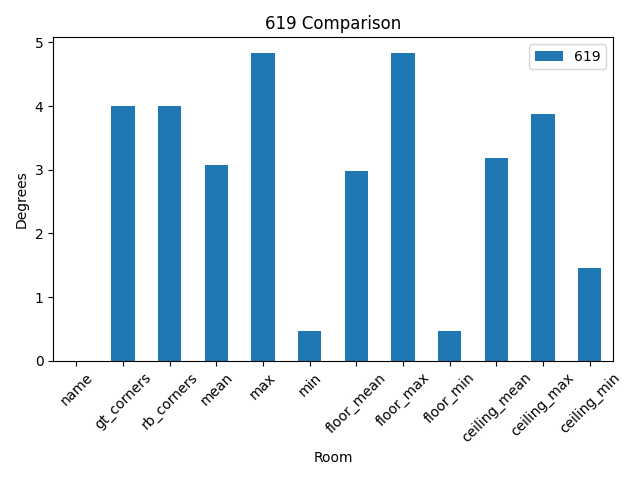 619 Comparison
619
Degrees
5
4
3
2
1
0
name
gt_corners
rb_corners
mean
max
min
floor_mean
floor_max
floor_min
ceiling_mean
ceiling_max
ceiling_min
Room